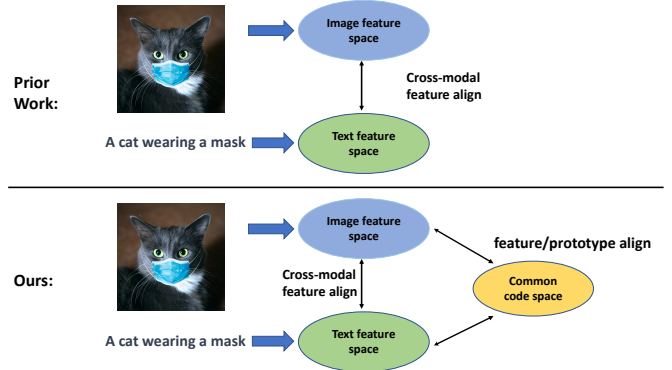 Image feature
space
Prior
Work:
Cross-modal
feature align
A cat wearing a mask
Text feature
space
Image feature
space
feature/prototype align
Ours:
Cross-modal
feature align
Common
code space
A cat wearing a mask
Text feature
space